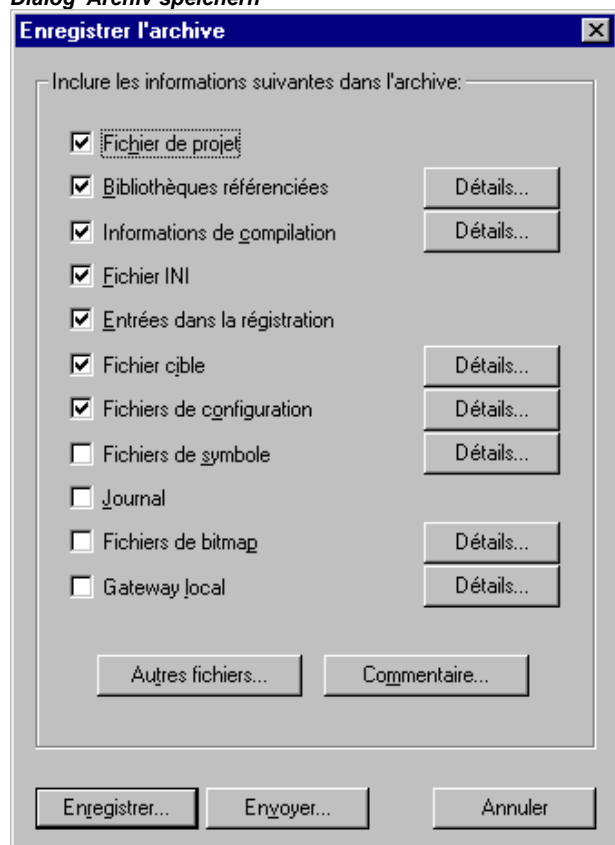 Dialog 'Archiv speichern'
Enregistrer l'archive
Inclure les informations suivantes dans l'archive:
Fichier de projet
Bibliothèques référenciées Détails...
Informations de compilation Détails...
Fichier INI
Entrées dans la régistration
Fichier cible Détails...
Fichiers de configuration Détails...
Fichiers de symbole Détails...
Journal
Fichiers de bitmap Détails...
Gateway local Détails...
Autres fichiers... Commentaire...
Enregistrer... Envoyer... Annuler